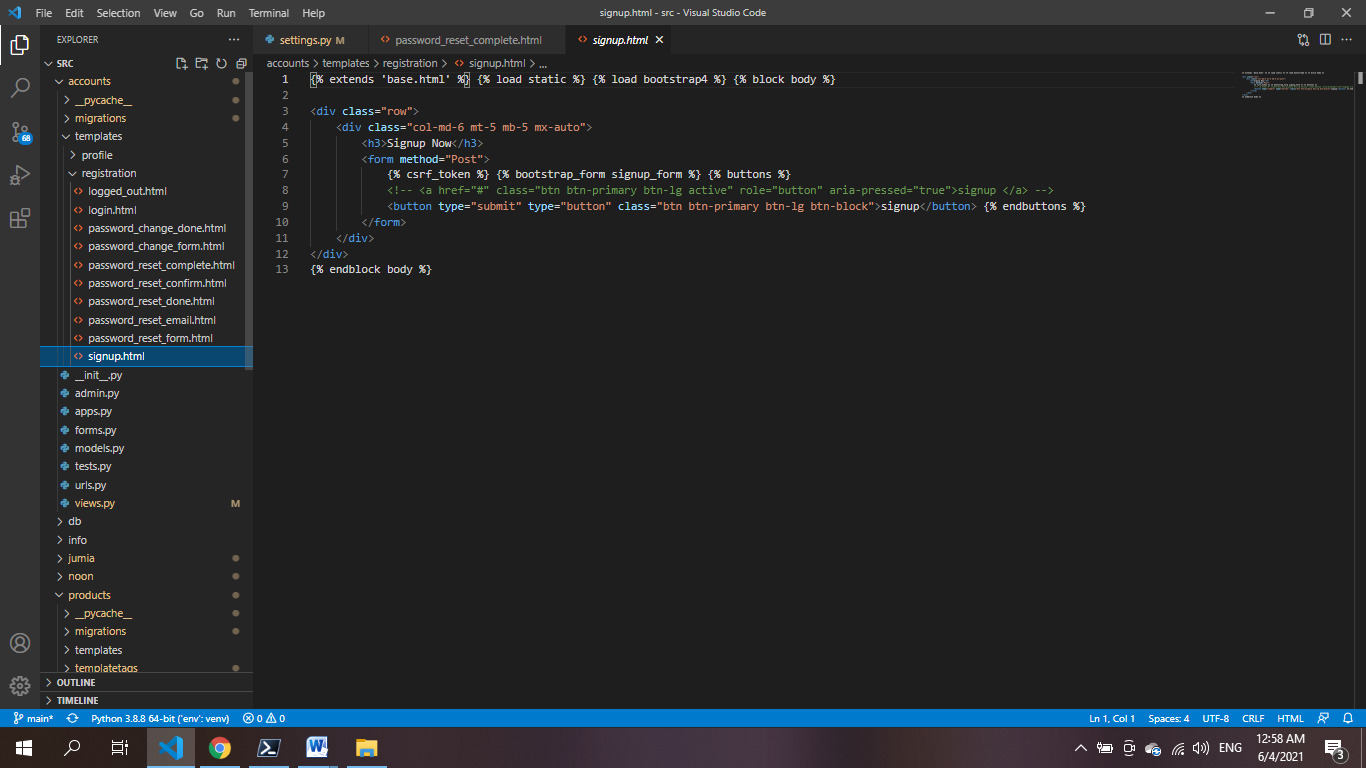 File Edit Selection View Go Run Terminal Help
signup.html - src - Visual Studio Code
EXPLORER
settings.py M
password_reset_complete.html
signup.html
SRC
accounts > templates > registration > signup.html > ...
accounts
__pycache__
migrations
templates
profile
registration
logged_out.html
login.html
password_change_done.html
password_change_form.html
password_reset_complete.html
password_reset_confirm.html
password_reset_done.html
password_reset_email.html
password_reset_form.html
signup.html
__init__.py
admin.py
apps.py
forms.py
models.py
tests.py
urls.py
views.py M
db
info
jumia
noon
products
__pycache__
migrations
templates
templatetags
OUTLINE
TIMELINE
68
1 {% extends 'base.html' %} {% load static %} {% load bootstrap4 %} {% block body %}
2
3 <div class="row">
4 <div class="col-md-6 mt-5 mb-5 mx-auto">
5 <h3>Signup Now</h3>
6 <form method="Post">
7 {% csrf_token %} {% bootstrap_form signup_form %} {% buttons %}
8 <!-- <a href="#" class="btn btn-primary btn-lg active" role="button" aria-pressed="true">signup </a> -->
9 <button type="submit" type="button" class="btn btn-primary btn-lg btn-block">signup</button> {% endbuttons %}
10 </form>
11 </div>
12 </div>
13 {% endblock body %}
main* Python 3.8.8 64-bit ('env': venv) 0 0
Ln 1, Col 1 Spaces: 4 UTF-8 CRLF HTML
ENG
12:58 AM
6/4/2021
3